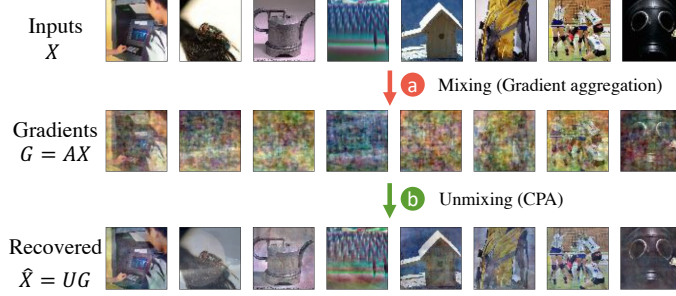 Inputs
X
a Mixing (Gradient aggregation)
Gradients
G = AX
b Unmixing (CPA)
Recovered
X̂ = UG